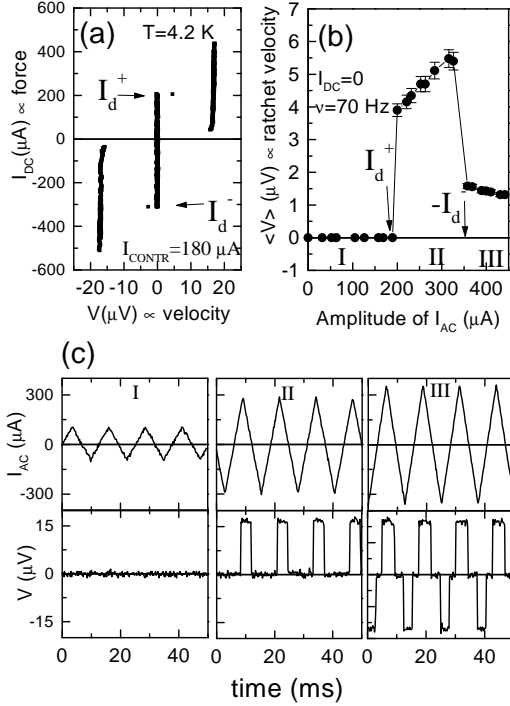 (a)
T=4.2 K
I_d^+
I_d^-
I_CONTR=180 μA
I_DC(μA) ∝ force
600
400
200
0
-200
-400
-600
-20 -10 0 10 20
V(μV) ∝ velocity
(b)
I_DC=0
ν=70 Hz
I_d^+
-I_d^-
I II III
<V> (μV) ∝ ratchet velocity
7
6
5
4
3
2
1
0
-1
0 100 200 300 400
Amplitude of I_AC (μA)
(c)
I II III
I_AC (μA)
300
0
-300
V (μV)
15
0
-15
0 20 40 0 20 40 0 20 40
time (ms)